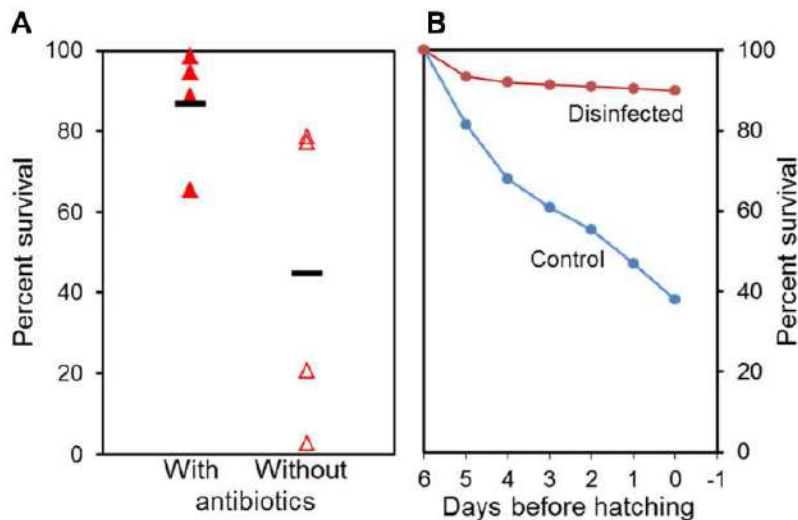 A
B
100
80
60
40
20
0
Percent survival
With Without
antibiotics
Disinfected
Control
100
80
60
40
20
0
Percent survival
6 5 4 3 2 1 0 -1
Days before hatching